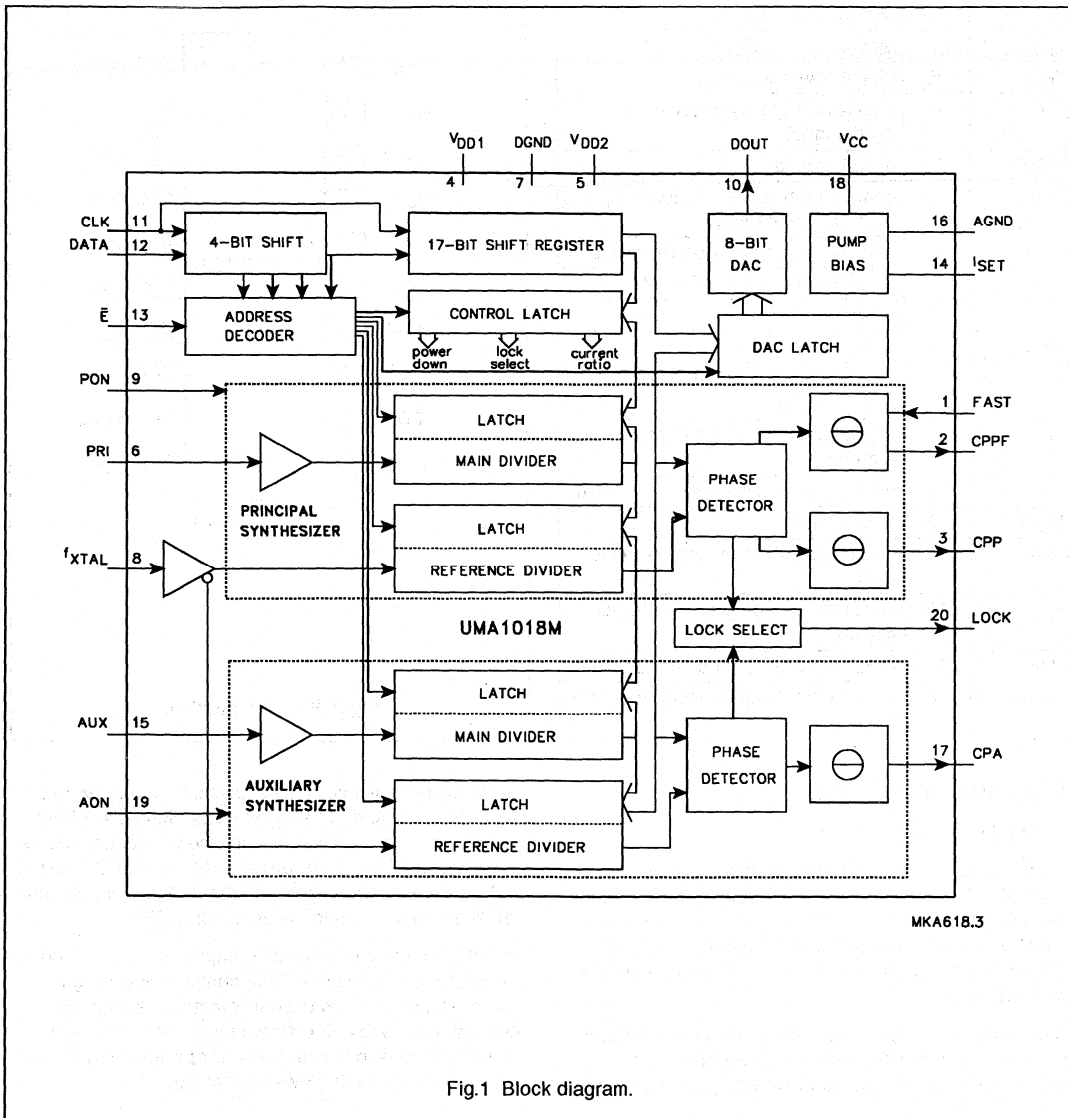 VDD1 DGND VDD2 DOUT VCC
4 7 5 10 18
CLK 11
DATA 12
4-BIT SHIFT
17-BIT SHIFT REGISTER
8-BIT
DAC
PUMP
BIAS
16 AGND
14 ISET
E̅ 13
ADDRESS
DECODER
CONTROL LATCH
power
down
lock
select
current
ratio
DAC LATCH
PON 9
LATCH
MAIN DIVIDER
1 FAST
2 CPPF
PRI 6
PRINCIPAL
SYNTHESIZER
PHASE
DETECTOR
LATCH
REFERENCE DIVIDER
3 CPP
fXTAL 8
UMA1018M
LOCK SELECT
20 LOCK
LATCH
MAIN DIVIDER
AUX 15
AUXILIARY
SYNTHESIZER
PHASE
DETECTOR
17 CPA
AON 19
LATCH
REFERENCE DIVIDER
MKA618.3
Fig.1 Block diagram.